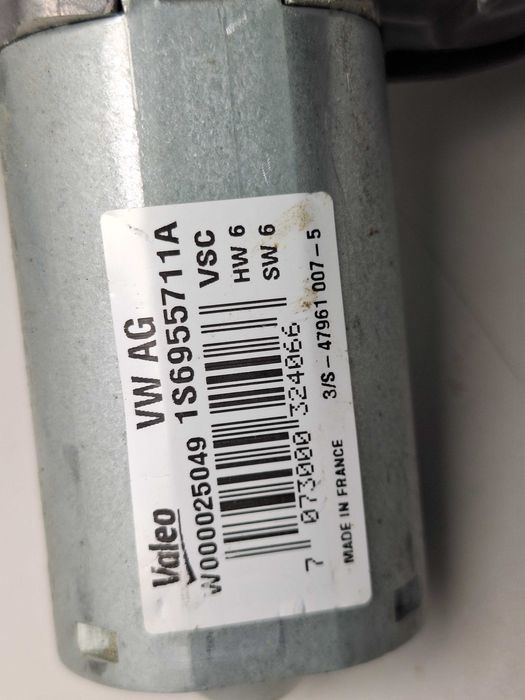 VW AG
Valeo
W000025049 1S6955711A
VSC
HW 6
SW 6
7 073000 324066
3/S - 47961 007 - 5
MADE IN FRANCE